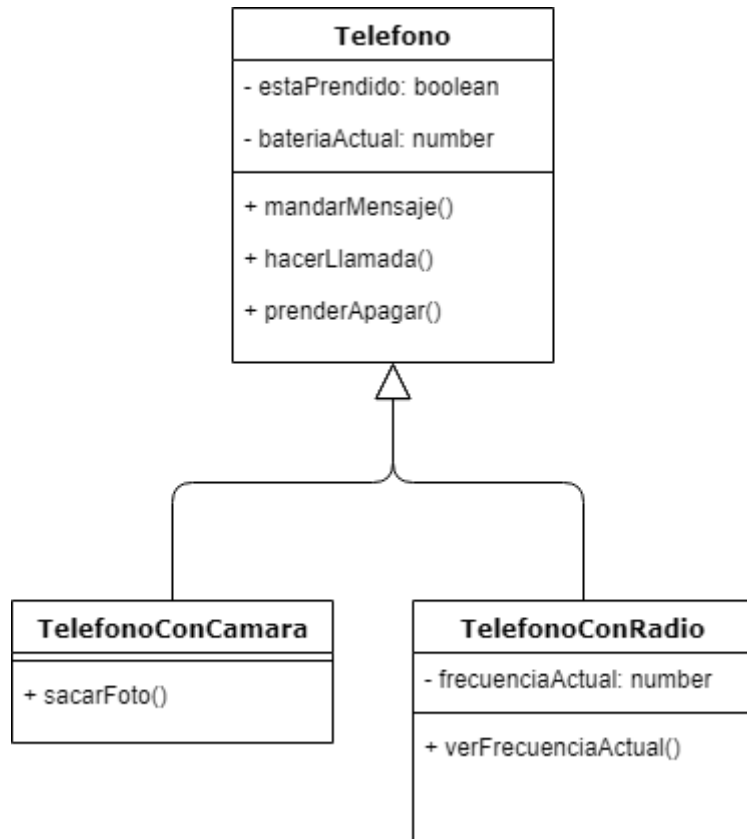 Telefono
- estaPrendido: boolean
- bateriaActual: number
+ mandarMensaje()
+ hacerLlamada()
+ prenderApagar()
TelefonoConCamara
+ sacarFoto()
TelefonoConRadio
- frecuenciaActual: number
+ verFrecuenciaActual()